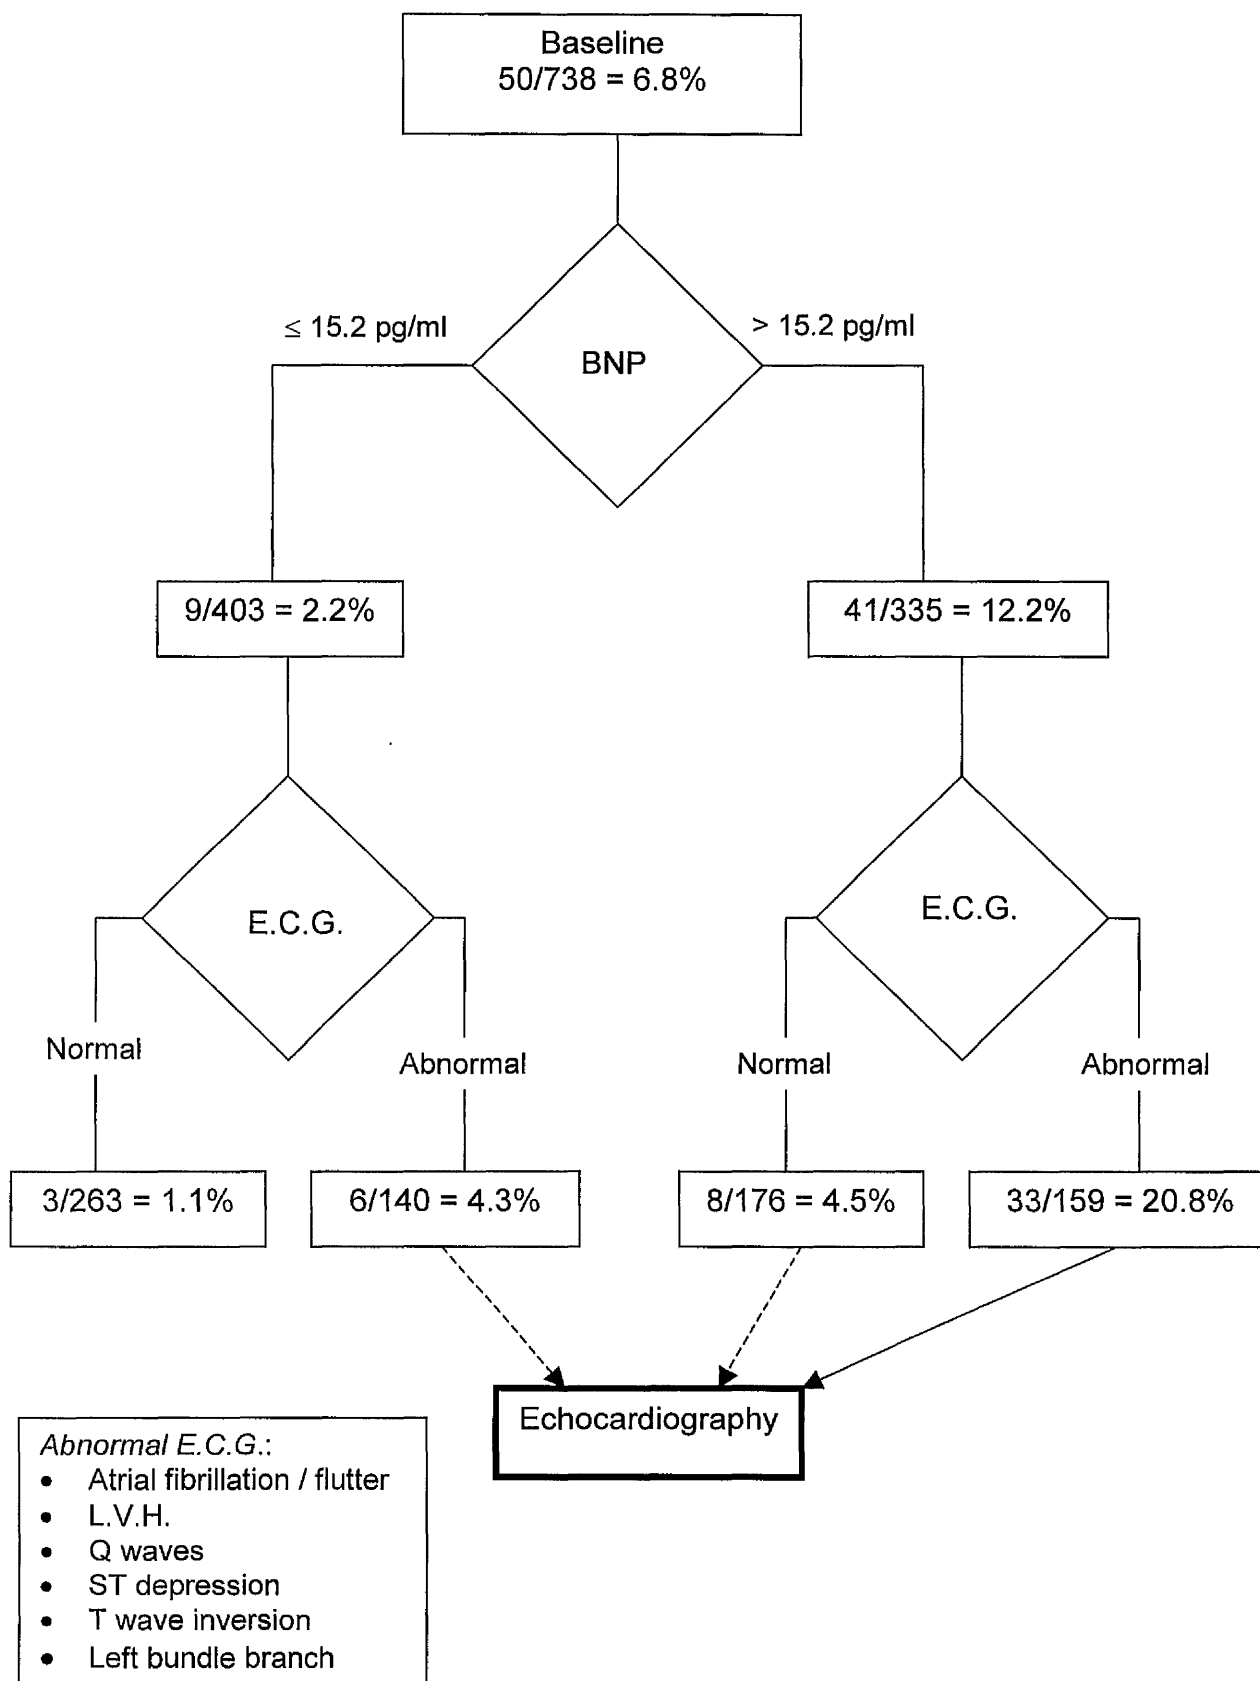 Baseline
50/738 = 6.8%
≤ 15.2 pg/ml
> 15.2 pg/ml
BNP
9/403 = 2.2%
41/335 = 12.2%
E.C.G.
E.C.G.
Normal
Abnormal
Normal
Abnormal
3/263 = 1.1%
6/140 = 4.3%
8/176 = 4.5%
33/159 = 20.8%
Echocardiography
Abnormal E.C.G.:
• Atrial fibrillation / flutter
• L.V.H.
• Q waves
• ST depression
• T wave inversion
• Left bundle branch